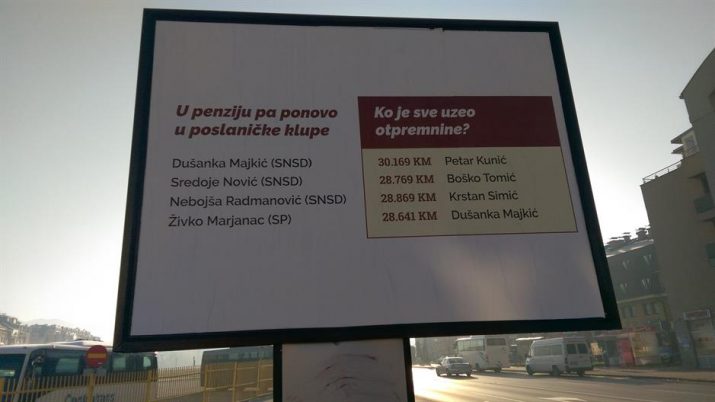 U penziju pa ponovo
u poslaničke klupe
Dušanka Majkić (SNSD)
Sredoje Nović (SNSD)
Nebojša Radmanović (SNSD)
Živko Marjanac (SP)
Ko je sve uzeo
otpremnine?
30.169 KM Petar Kunić
28.769 KM Boško Tomić
28.869 KM Krstan Simić
28.641 KM Dušanka Majkić